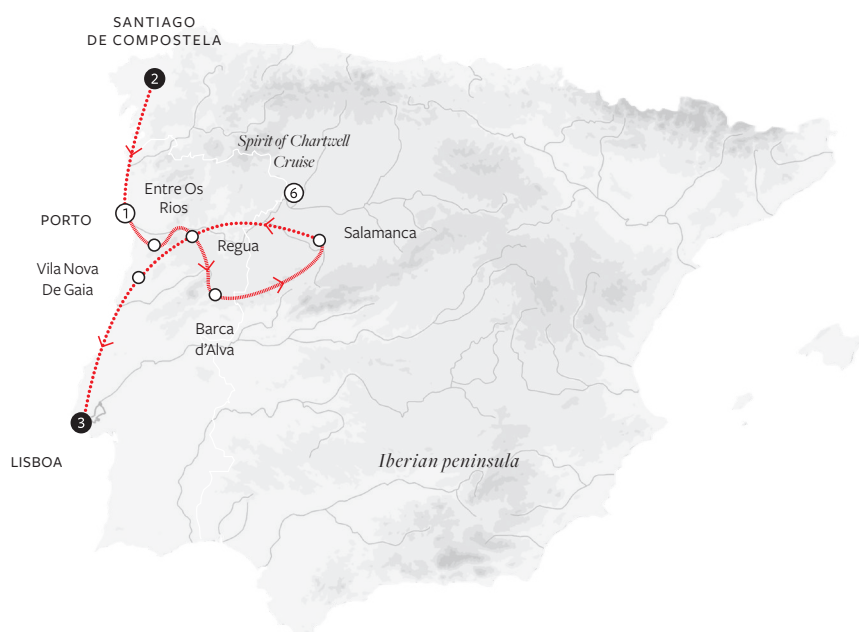 SANTIAGO
DE COMPOSTELA
2
Spirit of Chartwell
Cruise
6
Entre Os
Rios
PORTO
1
Salamanca
Regua
Vila Nova
De Gaia
Barca
d'Alva
3
LISBOA
Iberian peninsula